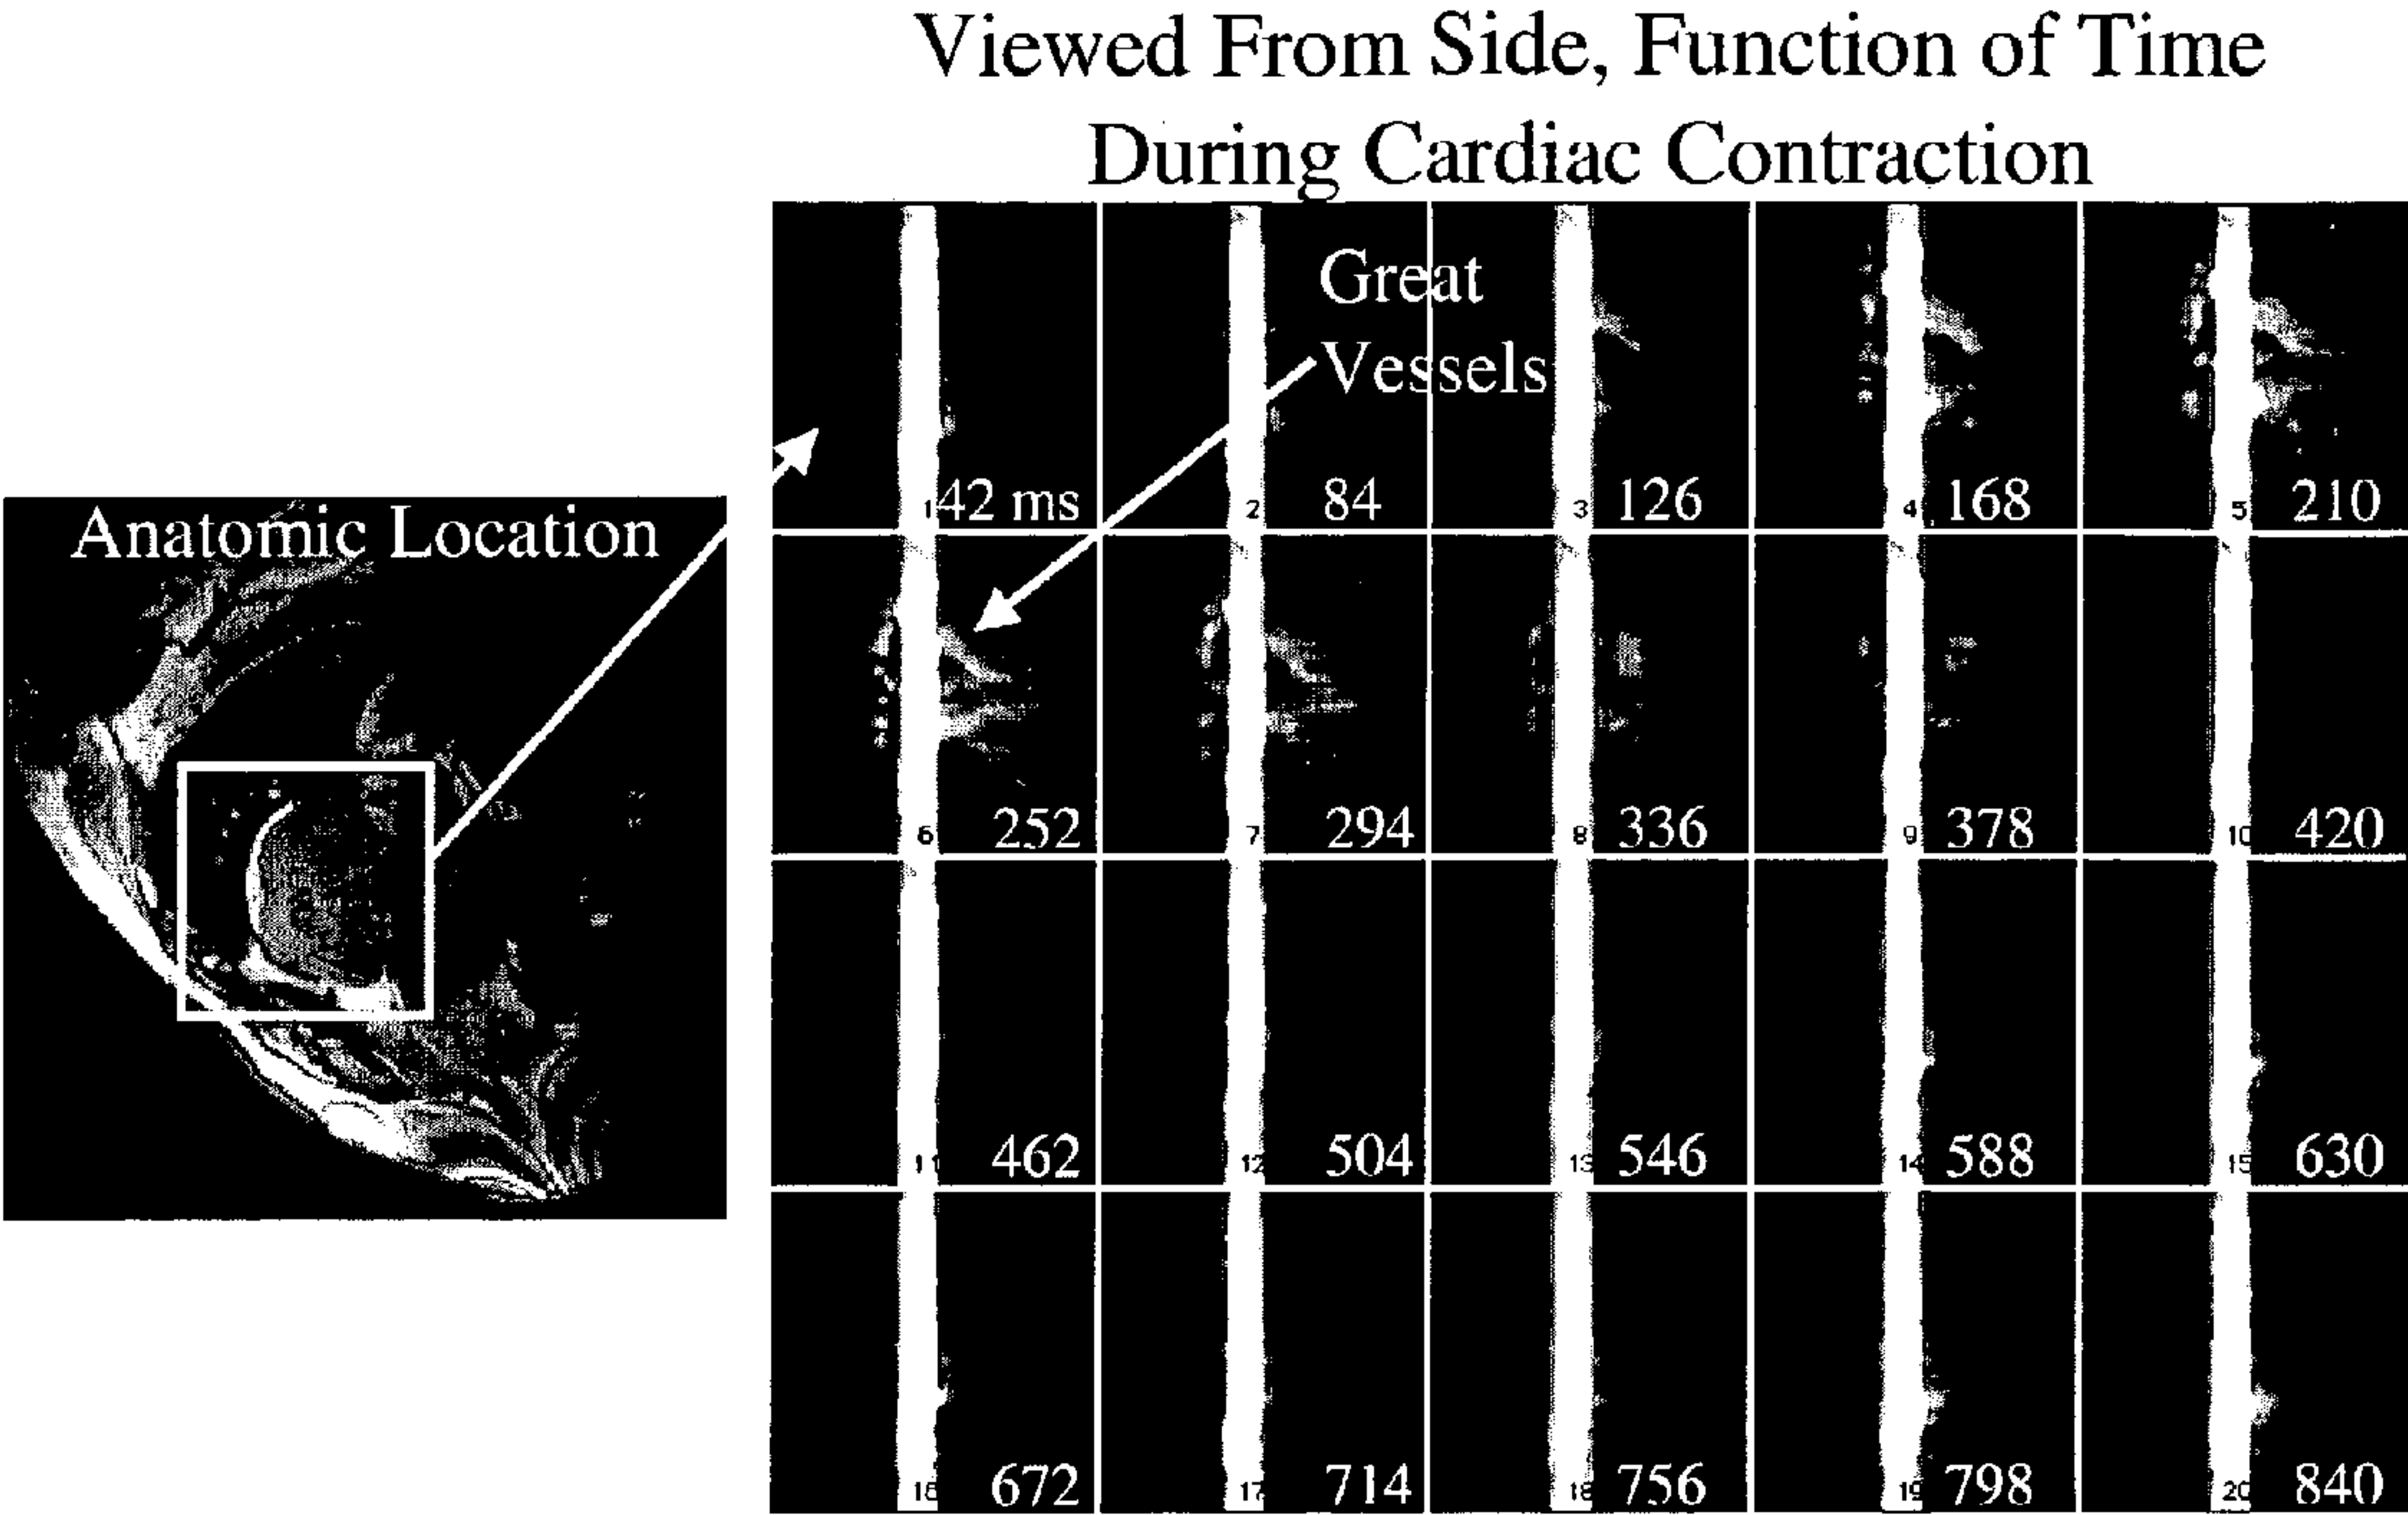 Viewed From Side, Function of Time
During Cardiac Contraction
Great
Vessels
1 42 ms 2 84 3 126 4 168 5 210
Anatomic Location
6 252 7 294 8 336 9 378 10 420
11 462 12 504 13 546 14 588 15 630
16 672 17 714 18 756 19 798 20 840